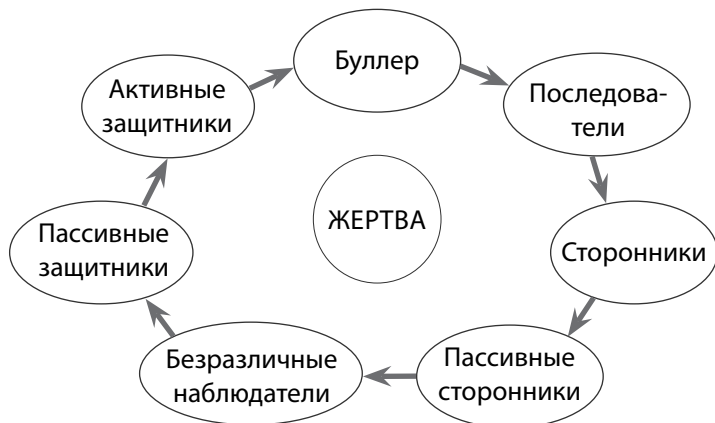 Буллер
Последова-
тели
Сторонники
Пассивные
сторонники
Безразличные
наблюдатели
Пассивные
защитники
Активные
защитники
ЖЕРТВА